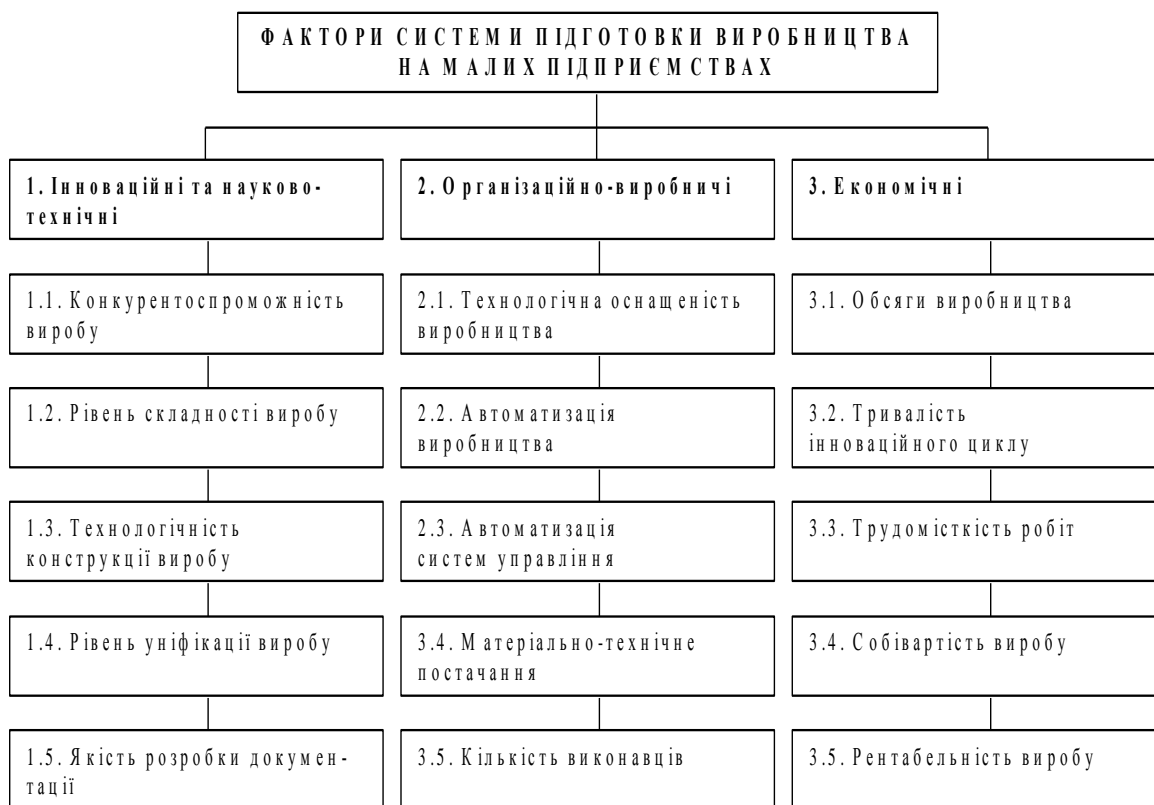 ФАКТОРИ СИСТЕМИ ПІДГОТОВКИ ВИРОБНИЦТВА
НА МАЛИХ ПІДПРИЄМСТВАХ
1. Інноваційні та науково-
технічні
2. Організаційно-виробничі
3. Економічні
1.1. Конкурентоспроможність
виробу
2.1. Технологічна оснащеність
виробництва
3.1. Обсяги виробництва
1.2. Рівень складності виробу
2.2. Автоматизація
виробництва
3.2. Тривалість
інноваційного циклу
1.3. Технологічність
конструкції виробу
2.3. Автоматизація
систем управління
3.3. Трудомісткість робіт
1.4. Рівень уніфікації виробу
3.4. Матеріально-технічне
постачання
3.4. Собівартість виробу
1.5. Якість розробки докумен-
тації
3.5. Кількість виконавців
3.5. Рентабельність виробу